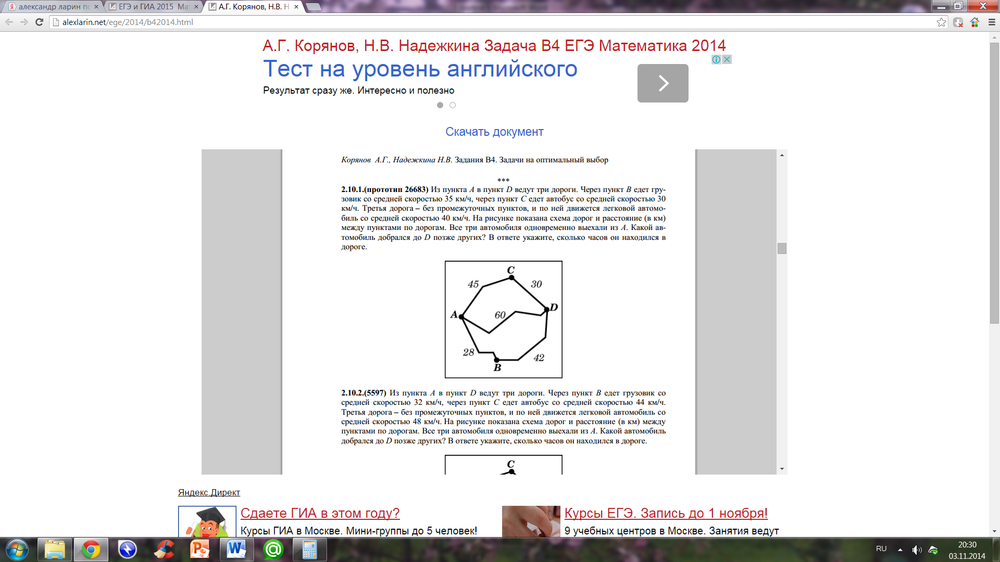 александр ларин по
ЕГЭ и ГИА 2015 Мат
А.Г. Корянов, Н.В. Н
alexlarin.net/ege/2014/b42014.html
А.Г. Корянов, Н.В. Надежкина Задача В4 ЕГЭ Математика 2014
Тест на уровень английского
Результат сразу же. Интересно и полезно
Скачать документ
Корянов А.Г., Надежкина Н.В. Задания В4. Задачи на оптимальный выбор
***
2.10.1.(прототип 26683) Из пункта A в пункт D ведут три дороги. Через пункт B едет гру-
зовик со средней скоростью 35 км/ч, через пункт C едет автобус со средней скоростью 30
км/ч. Третья дорога – без промежуточных пунктов, и по ней движется легковой автомо-
биль со средней скоростью 40 км/ч. На рисунке показана схема дорог и расстояние (в км)
между пунктами по дорогам. Все три автомобиля одновременно выехали из A. Какой ав-
томобиль добрался до D позже других? В ответе укажите, сколько часов он находился в
дороге.
C
45
30
A
60
D
28
42
B
2.10.2.(5597) Из пункта A в пункт D ведут три дороги. Через пункт B едет грузовик со
средней скоростью 32 км/ч, через пункт C едет автобус со средней скоростью 44 км/ч.
Третья дорога – без промежуточных пунктов, и по ней движется легковой автомобиль со
средней скоростью 48 км/ч. На рисунке показана схема дорог и расстояние (в км) между
пунктами по дорогам. Все три автомобиля одновременно выехали из A. Какой автомобиль
добрался до D позже других? В ответе укажите, сколько часов он находился в дороге.
C
Яндекс.Директ
Сдаете ГИА в этом году?
Курсы ГИА в Москве. Мини-группы до 5 человек!
Курсы ЕГЭ. Запись до 1 ноября!
9 учебных центров в Москве. Занятия ведут
RU
20:30
03.11.2014